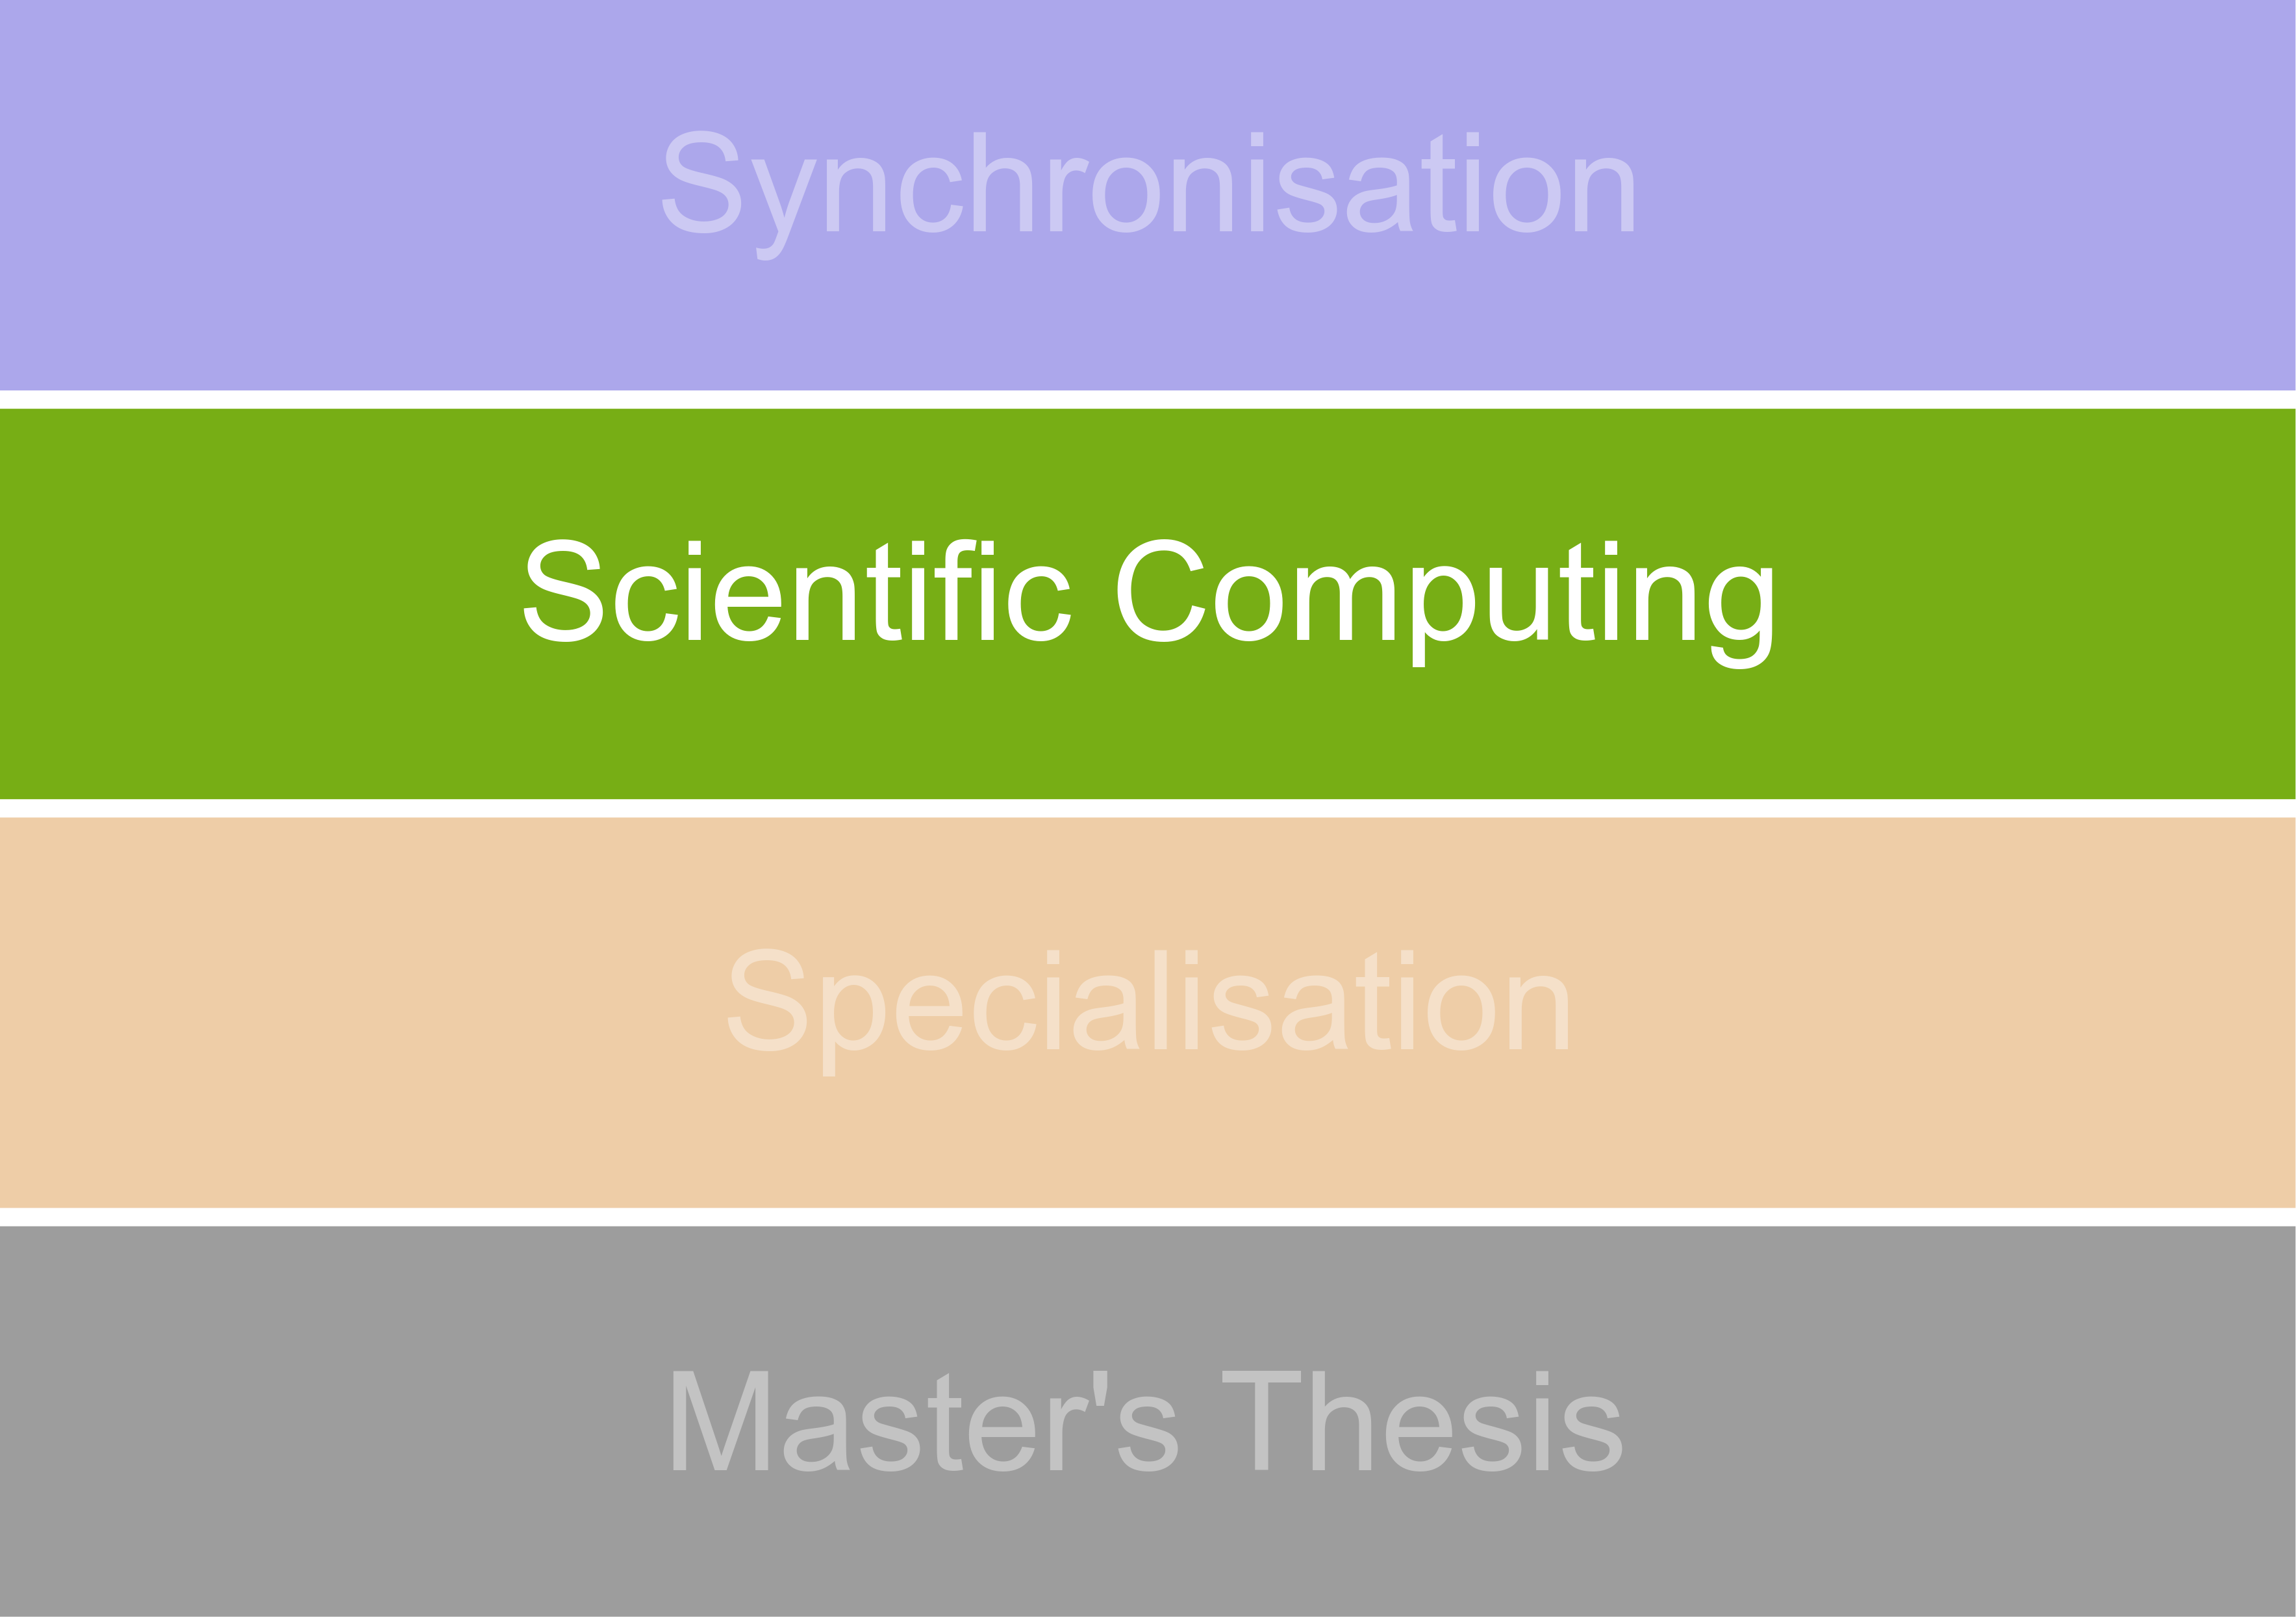 Synchronisation
Scientific Computing
Specialisation
Master's Thesis